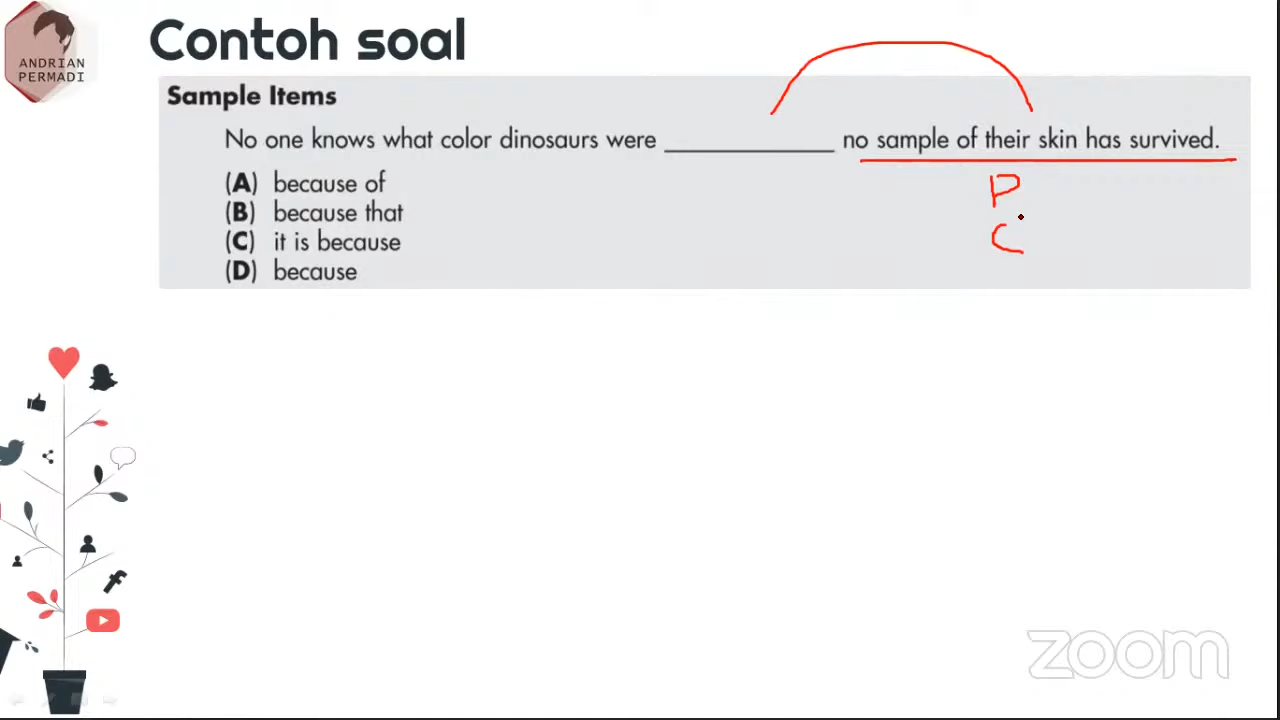 ANDRIAN
PERMADI
Contoh soal
Sample Items
No one knows what color dinosaurs were ____________ no sample of their skin has survived.
(A) because of
(B) because that
(C) it is because
(D) because
P
C
zoom